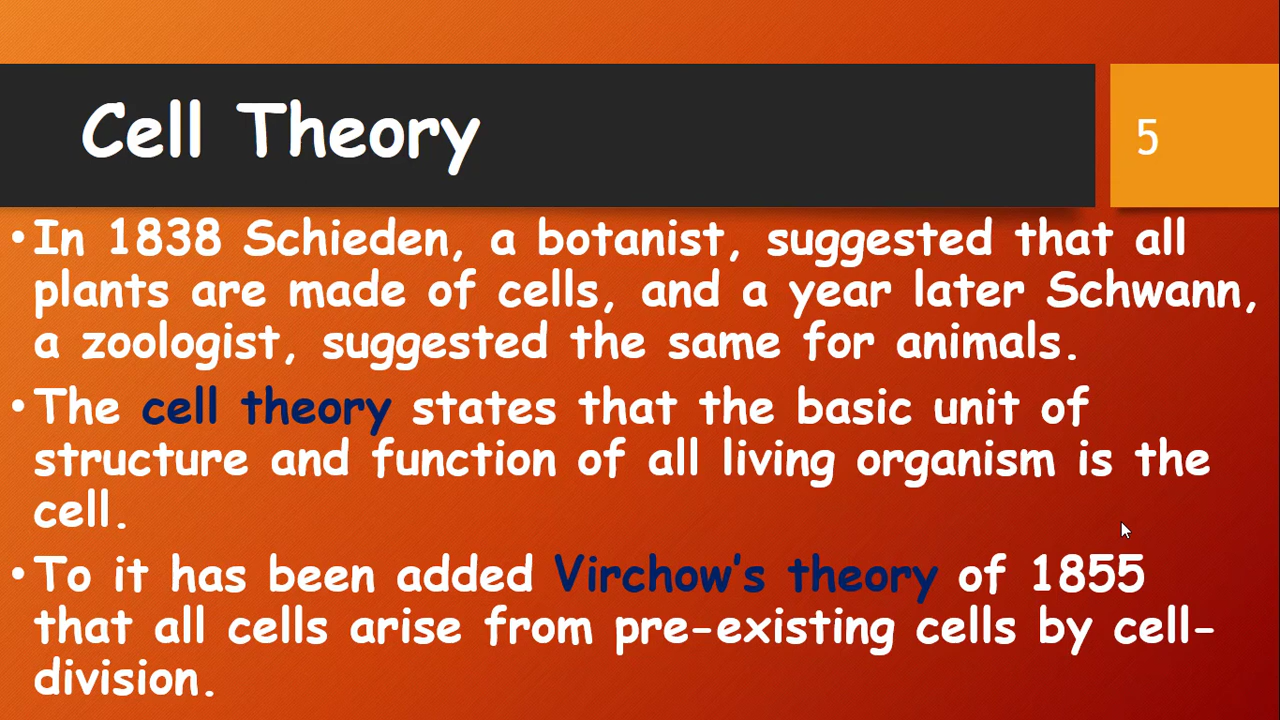 Cell Theory
5
•In 1838 Schieden, a botanist, suggested that all
plants are made of cells, and a year later Schwann,
a zoologist, suggested the same for animals.
•The cell theory states that the basic unit of
structure and function of all living organism is the
cell.
•To it has been added Virchow's theory of 1855
that all cells arise from pre-existing cells by cell-
division.